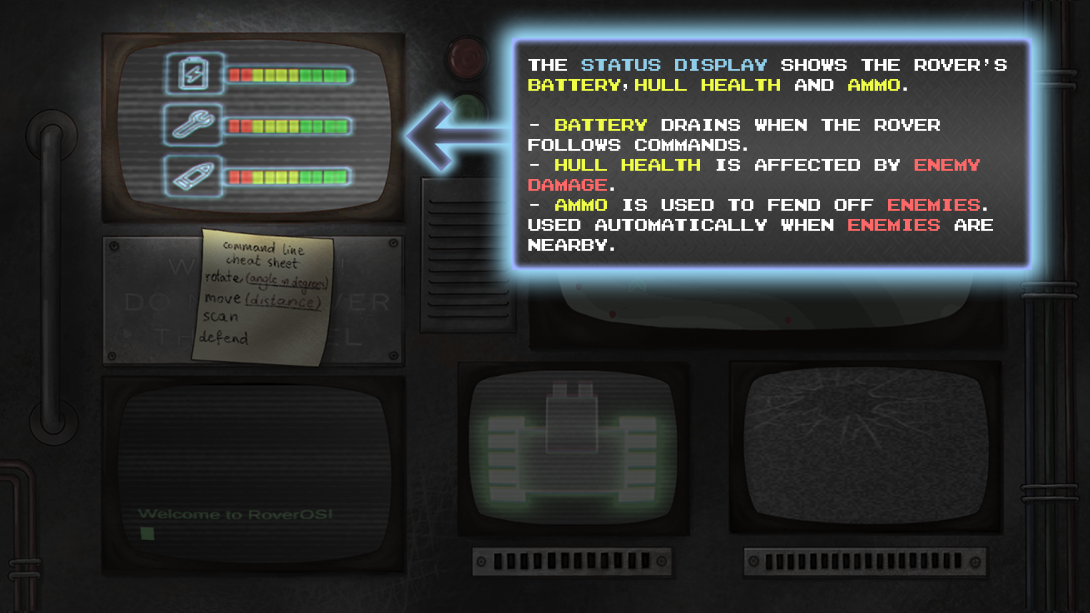 THE STATUS DISPLAY SHOWS THE ROVER'S
BATTERY, HULL HEALTH AND AMMO.
- BATTERY DRAINS WHEN THE ROVER
FOLLOWS COMMANDS.
- HULL HEALTH IS AFFECTED BY ENEMY
DAMAGE.
- AMMO IS USED TO FEND OFF ENEMIES.
USED AUTOMATICALLY WHEN ENEMIES ARE
NEARBY.
command line
cheat sheet
rotate (angle in degrees)
move (distance)
scan
defend
DO
Welcome to RoverOS!